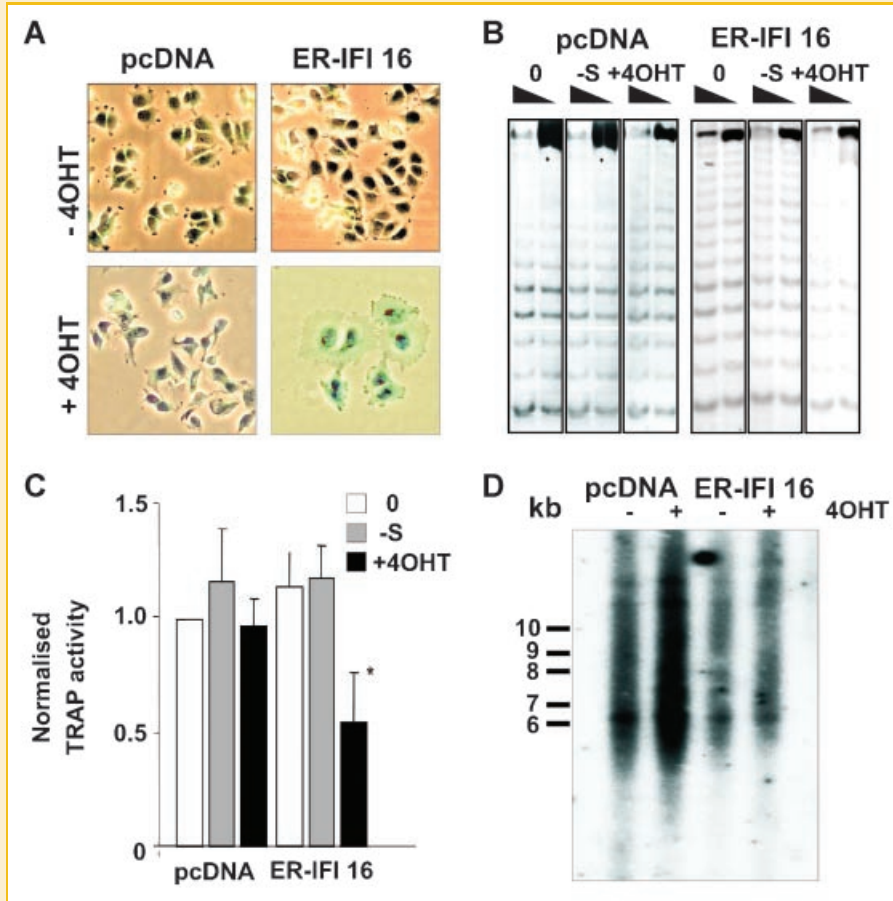 A
pcDNA
ER-IFI 16
- 4OHT
+ 4OHT
B
pcDNA
ER-IFI 16
0
-S
+4OHT
0
-S
+4OHT
C
1.5
1.0
0.5
0
Normalised
TRAP activity
0
-S
+4OHT
*
pcDNA
ER-IFI 16
D
pcDNA
ER-IFI 16
kb
-
+
-
+
4OHT
10
9
8
7
6